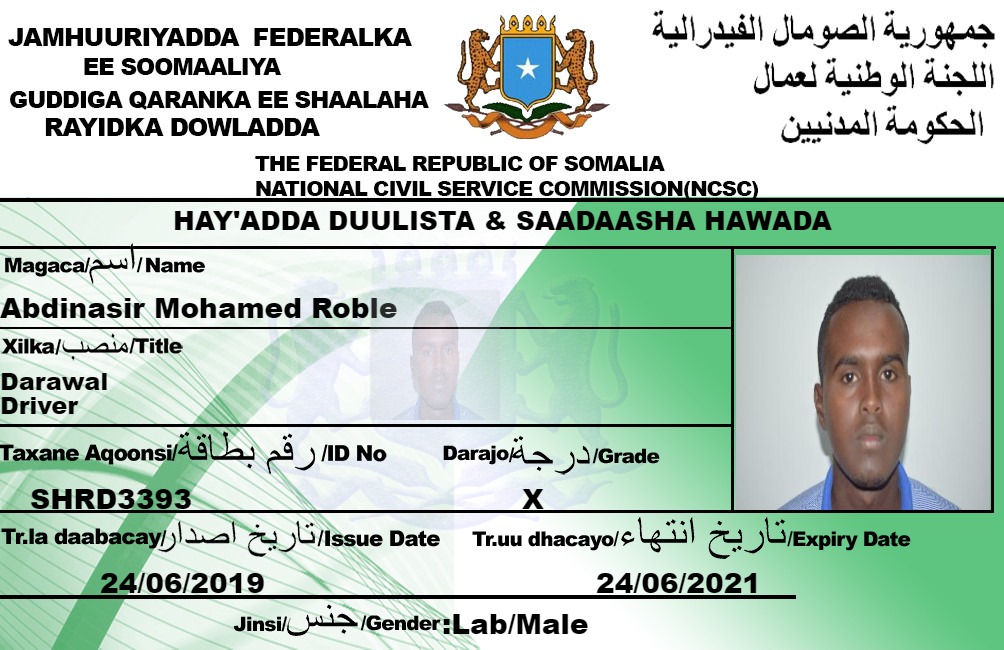 JAMHUURIYADDA FEDERALKA
EE SOOMAALIYA
GUDDIGA QARANKA EE SHAALAHA
RAYIDKA DOWLADDA
جمهورية الصومال الفيدرالية
اللجنة الوطنية لعمال
الحكومة المدنيين
THE FEDERAL REPUBLIC OF SOMALIA
NATIONAL CIVIL SERVICE COMMISSION(NCSC)
HAY'ADDA DUULISTA & SAADAASHA HAWADA
Magaca/اسم/Name
Abdinasir Mohamed Roble
Xilka/منصب/Title
Darawal
Driver
Taxane Aqoonsi/رقم بطاقة/ID No
SHRD3393
Darajo/درجة/Grade
X
Tr.la daabacay/تاريخ اصدار/Issue Date
24/06/2019
Tr.uu dhacayo/تاريخ انتهاء/Expiry Date
24/06/2021
Jinsi/جنس/Gender:Lab/Male